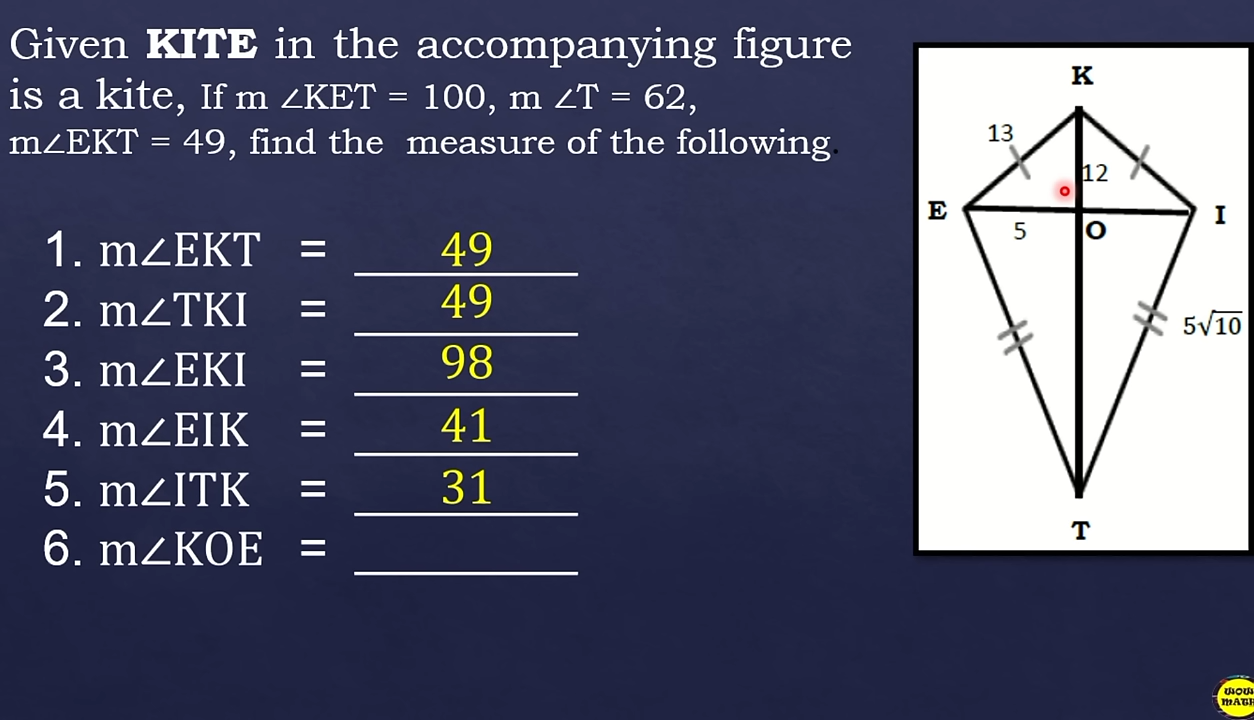 Given KITE in the accompanying figure
is a kite, If m ∠KET = 100, m ∠T = 62,
m∠EKT = 49, find the measure of the following.
1. m∠EKT = 49
2. m∠TKI = 49
3. m∠EKI = 98
4. m∠EIK = 41
5. m∠ITK = 31
6. m∠KOE =
K
13
12
E
I
5
O
5√10
T
WOW
MATH